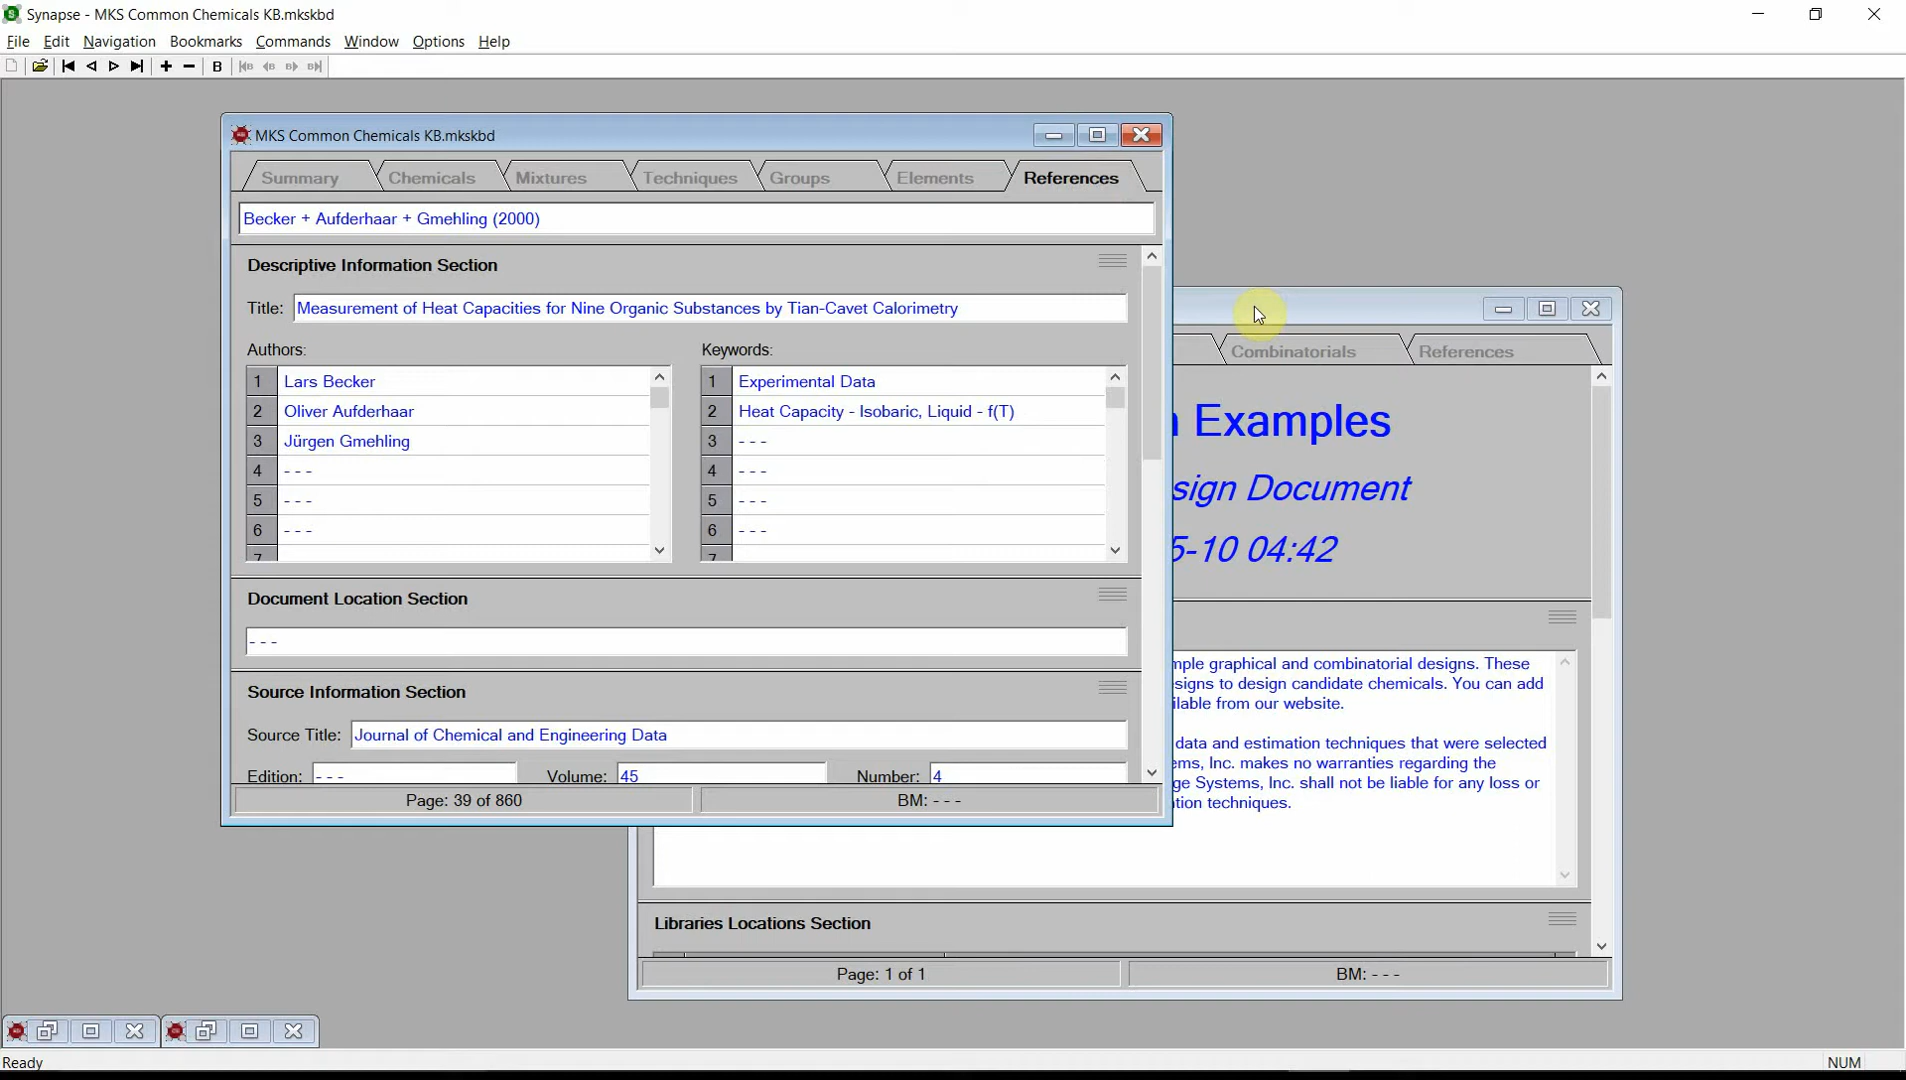 Synapse - MKS Common Chemicals KB.mkskbd
File Edit Navigation Bookmarks Commands Window Options Help
B
MKS Common Chemicals KB.mkskbd
Summary Chemicals Mixtures Techniques Groups Elements References
Becker + Aufderhaar + Gmehling (2000)
Descriptive Information Section
Title: Measurement of Heat Capacities for Nine Organic Substances by Tian-Cavet Calorimetry
Authors:
1 Lars Becker
2 Oliver Aufderhaar
3 Jürgen Gmehling
4 - - -
5 - - -
6 - - -
7
Keywords:
1 Experimental Data
2 Heat Capacity - Isobaric, Liquid - f(T)
3 - - -
4 - - -
5 - - -
6 - - -
7
Document Location Section
- - -
Source Information Section
Source Title: Journal of Chemical and Engineering Data
Edition: - - - Volume: 45 Number: 4
Page: 39 of 860 BM: - - -
Combinatorials References
Examples
sign Document
-10 04:42
mple graphical and combinatorial designs. These
signs to design candidate chemicals. You can add
ilable from our website.
data and estimation techniques that were selected
ems, Inc. makes no warranties regarding the
ge Systems, Inc. shall not be liable for any loss or
tion techniques.
Libraries Locations Section
Page: 1 of 1 BM: - - -
Ready NUM